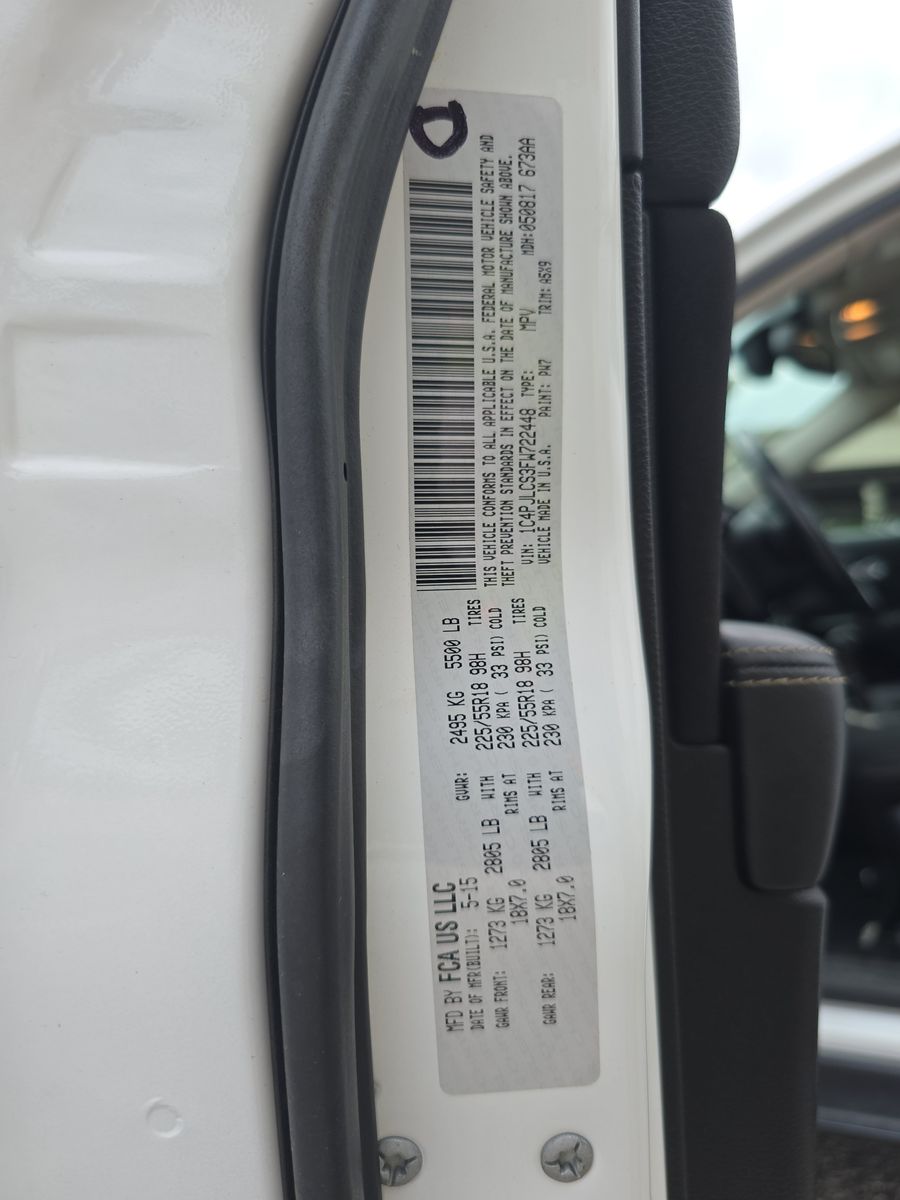 MFD BY FCA US LLC
DATE OF MFR(BUILT): 5-15 GVWR: 2495 KG 5500 LB
GAWR FRONT: 1273 KG 2805 LB WITH 225/55R18 98H TIRES
18X7.0 RIMS AT 230 KPA ( 33 PSI) COLD
GAWR REAR: 1273 KG 2805 LB WITH 225/55R18 98H TIRES
18X7.0 RIMS AT 230 KPA ( 33 PSI) COLD
D
THIS VEHICLE CONFORMS TO ALL APPLICABLE U.S.A. FEDERAL MOTOR VEHICLE SAFETY AND
THEFT PREVENTION STANDARDS IN EFFECT ON THE DATE OF MANUFACTURE SHOWN ABOVE.
VIN: 1C4PJLCS3FW722448 TYPE: MPV MDH:050817 673AA
VEHICLE MADE IN U.S.A. PAINT: PW7 TRIM: A5X9